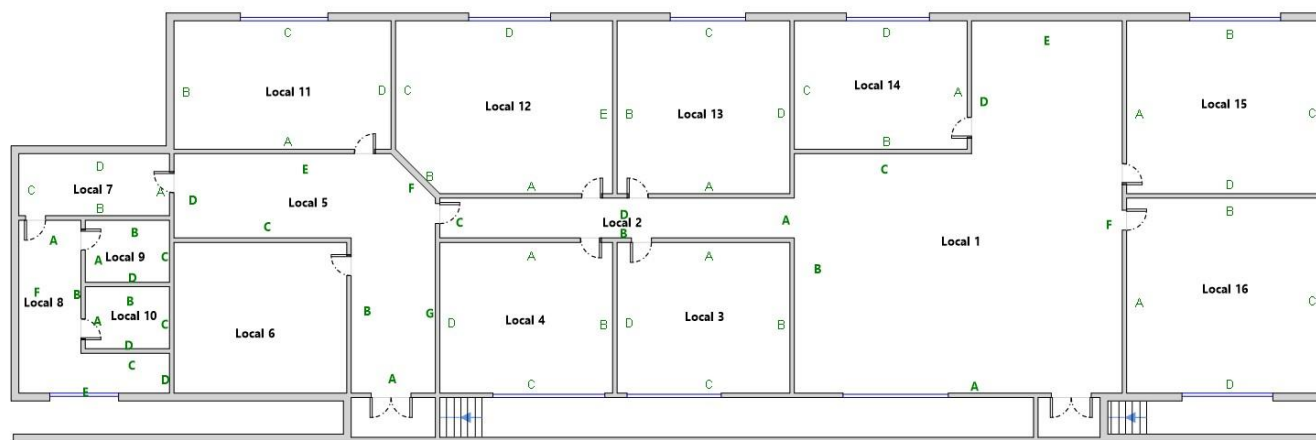 C D C D E B
Local 11 B D
Local 12 C E
Local 13 B D
Local 14 C A
D
Local 15 A C
A B A A B D
Local 7 D C A B
Local 5 E D C F
Local 2 C D B A
Local 1 C B F A
Local 9 B A C D
Local 8 A B F C D E
Local 10 B A C D
Local 6
B G A
Local 4 A D B C
Local 3 A D B C
Local 16 B A C D